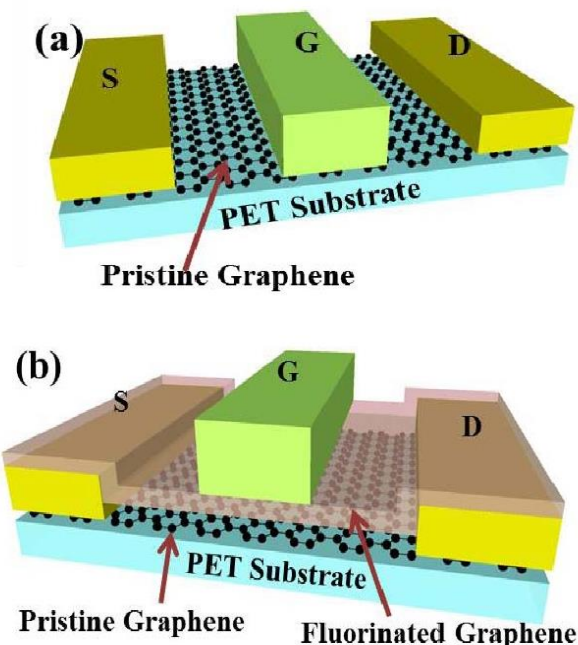 (a)
S
G
D
PET Substrate
Pristine Graphene
(b)
S
G
D
PET Substrate
Pristine Graphene
Fluorinated Graphene